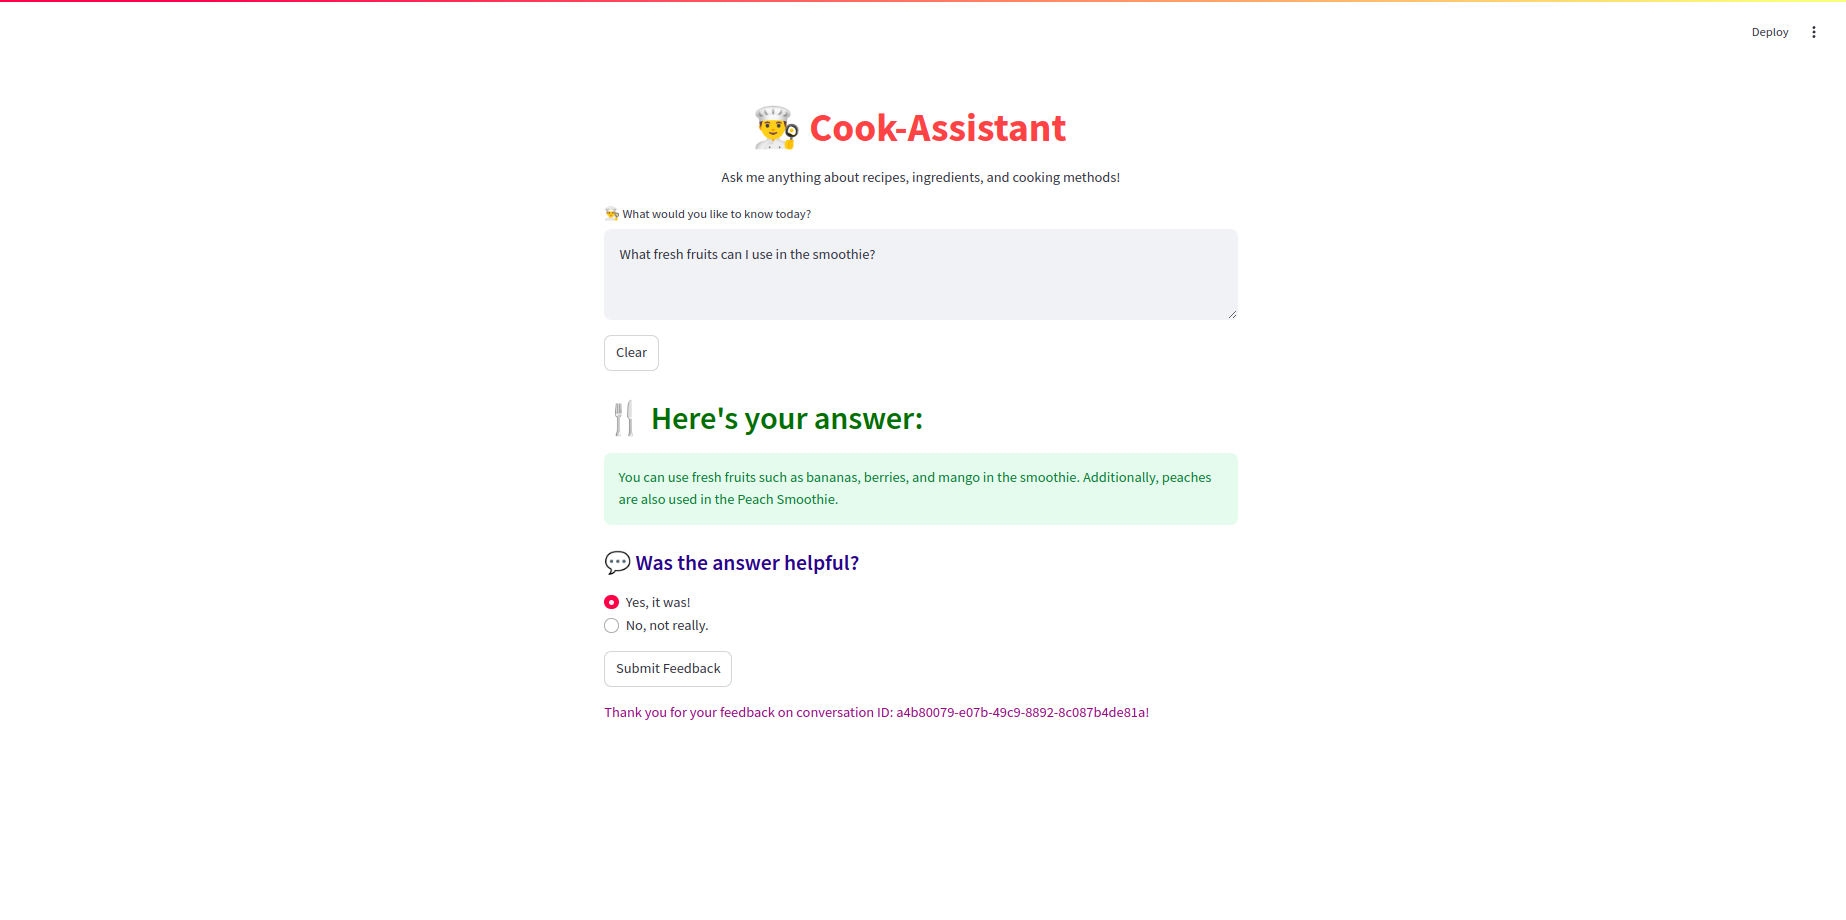 Deploy
Cook-Assistant
Ask me anything about recipes, ingredients, and cooking methods!
What would you like to know today?
What fresh fruits can I use in the smoothie?
Clear
Here's your answer:
You can use fresh fruits such as bananas, berries, and mango in the smoothie. Additionally, peaches
are also used in the Peach Smoothie.
Was the answer helpful?
Yes, it was!
No, not really.
Submit Feedback
Thank you for your feedback on conversation ID: a4b80079-e07b-49c9-8892-8c087b4de81a!